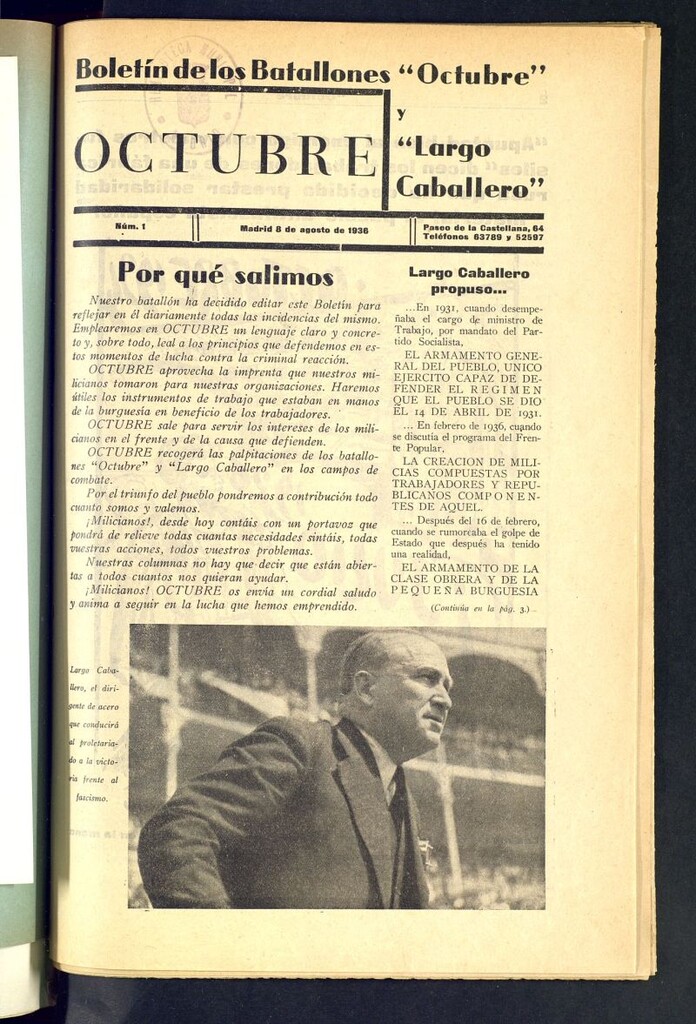 Boletín de los Batallones “Octubre”
y
“Largo
Caballero”
OCTUBRE
Núm. 1
Madrid 8 de agosto de 1936
Paseo de la Castellana, 64
Teléfonos 63789 y 52597
Por qué salimos
Nuestro batallón ha decidido editar este Boletín para
reflejar en él diariamente todas las incidencias del mismo.
Emplearemos en OCTUBRE un lenguaje claro y concre-
to y, sobre todo, leal a los principios que defendemos en es-
tos momentos de lucha contra la criminal reacción.
OCTUBRE aprovecha la imprenta que nuestros mi-
licianos tomaron para nuestras organizaciones. Haremos
útiles los instrumentos de trabajo que estaban en manos
de la burguesía en beneficio de los trabajadores.
OCTUBRE sale para servir los intereses de los mili-
cianos en el frente y de la causa que defienden.
OCTUBRE recogerá las palpitaciones de los batallo-
nes “Octubre” y “Largo Caballero” en los campos de
combate.
Por el triunfo del pueblo pondremos a contribución todo
cuanto somos y valemos.
¡Milicianos!, desde hoy contáis con un portavoz que
pondrá de relieve todas cuantas necesidades sintáis, todas
vuestras acciones, todos vuestros problemas.
Nuestras columnas no hay que decir que están abier-
tas a todos cuantos nos quieran ayudar.
¡Milicianos! OCTUBRE os envía un cordial saludo
y anima a seguir en la lucha que hemos emprendido.
Largo Caballero
propuso...
...En 1931, cuando desempe-
ñaba el cargo de ministro de
Trabajo, por mandato del Par-
tido Socialista,
EL ARMAMENTO GENE-
RAL DEL PUEBLO, UNICO
EJERCITO CAPAZ DE DE-
FENDER EL REGIMEN
QUE EL PUEBLO SE DIO
EL 14 DE ABRIL DE 1931.
... En febrero de 1936, cuando
se discutía el programa del Fren-
te Popular,
LA CREACION DE MILI-
CIAS COMPUESTAS POR
TRABAJADORES Y REPU-
BLICANOS COMPONEN-
TES DE AQUEL.
... Después del 16 de febrero,
cuando se rumoreaba el golpe de
Estado que después ha tenido
una realidad,
EL ARMAMENTO DE LA
CLASE OBRERA Y DE LA
PEQUEÑA BURGUESIA
(Continúa en la pág. 3.)
Largo Caba-
llero, el diri-
gente de acero
que conducirá
al proletaria-
do a la victo-
ria frente al
fascismo.